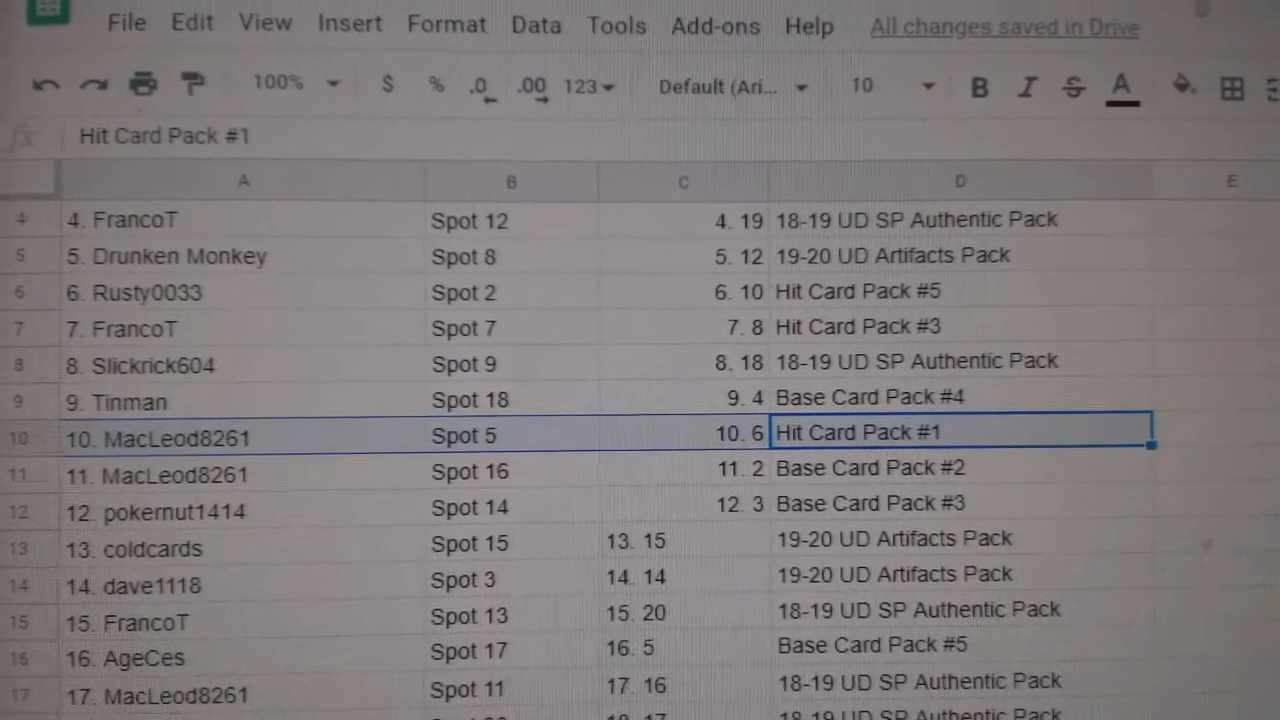 File Edit View Insert Format Data Tools Add-ons Help All changes saved in Drive
100% $ % .0 .00 123 Default (Ari... 10 B I S A
fx Hit Card Pack #1
A B C D E
4 4. FrancoT Spot 12 4. 19 18-19 UD SP Authentic Pack
5 5. Drunken Monkey Spot 8 5. 12 19-20 UD Artifacts Pack
6 6. Rusty0033 Spot 2 6. 10 Hit Card Pack #5
7 7. FrancoT Spot 7 7. 8 Hit Card Pack #3
8 8. Slickrick604 Spot 9 8. 18 18-19 UD SP Authentic Pack
9 9. Tinman Spot 18 9. 4 Base Card Pack #4
10 10. MacLeod8261 Spot 5 10. 6 Hit Card Pack #1
11 11. MacLeod8261 Spot 16 11. 2 Base Card Pack #2
12 12. pokernut1414 Spot 14 12. 3 Base Card Pack #3
13 13. coldcards Spot 15 13. 15 19-20 UD Artifacts Pack
14 14. dave1118 Spot 3 14. 14 19-20 UD Artifacts Pack
15 15. FrancoT Spot 13 15. 20 18-19 UD SP Authentic Pack
16 16. AgeCes Spot 17 16. 5 Base Card Pack #5
17 17. MacLeod8261 Spot 11 17. 16 18-19 UD SP Authentic Pack
18. 17 18-19 UD SP Authentic Pack